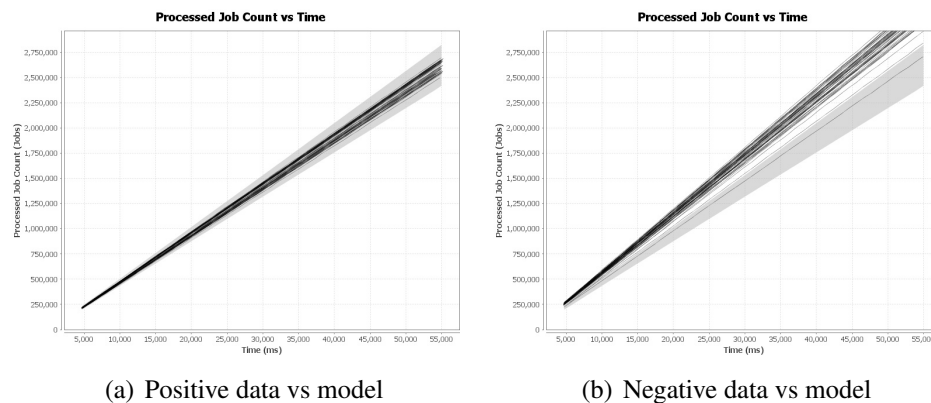 Processed Job Count vs Time
2,750,000
2,500,000
2,250,000
2,000,000
1,750,000
1,500,000
1,250,000
1,000,000
750,000
500,000
250,000
0
Processed Job Count (Jobs)
5,000 10,000 15,000 20,000 25,000 30,000 35,000 40,000 45,000 50,000 55,000
Time (ms)
(a) Positive data vs model
Processed Job Count vs Time
2,750,000
2,500,000
2,250,000
2,000,000
1,750,000
1,500,000
1,250,000
1,000,000
750,000
500,000
250,000
0
Processed Job Count (Jobs)
5,000 10,000 15,000 20,000 25,000 30,000 35,000 40,000 45,000 50,000 55,000
Time (ms)
(b) Negative data vs model